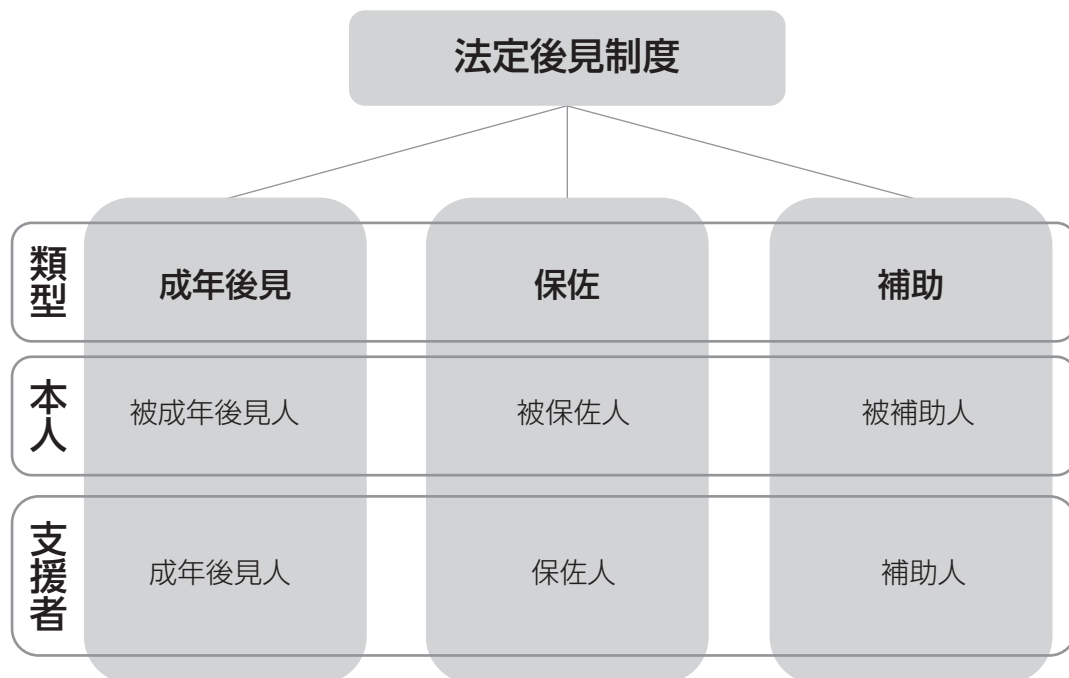 法定後見制度
類型
成年後見
保佐
補助
本人
被成年後見人
被保佐人
被補助人
支援者
成年後見人
保佐人
補助人